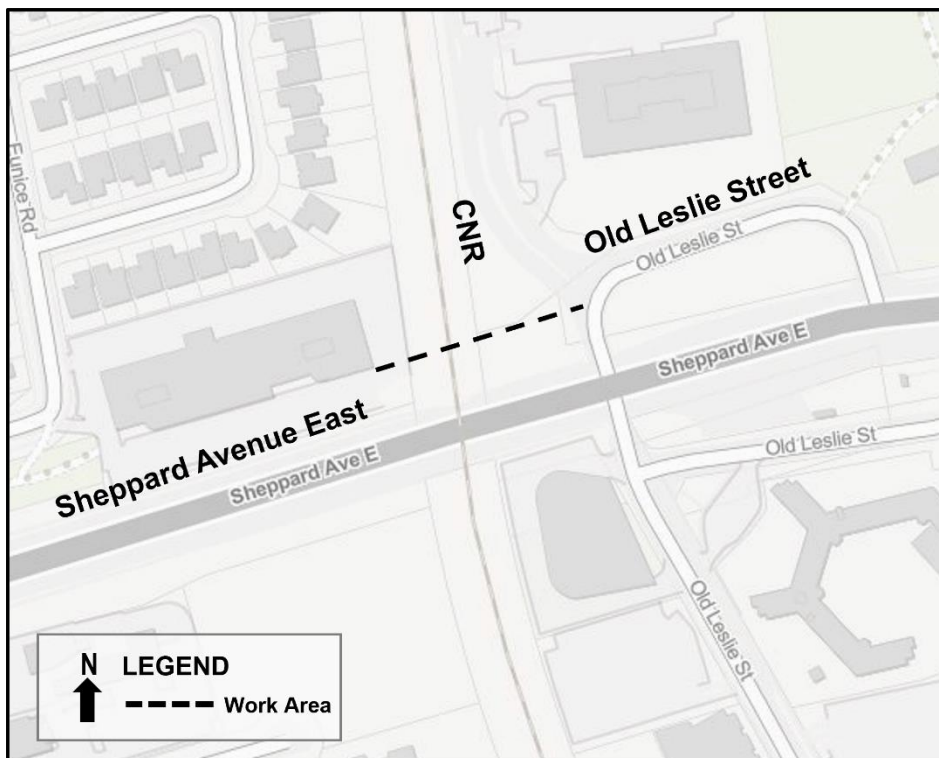 Eunice Rd
CNR
Old Leslie Street
Old Leslie St
Sheppard Ave E
Sheppard Avenue East
Sheppard Ave E
Old Leslie St
Old Leslie St
N LEGEND
Work Area